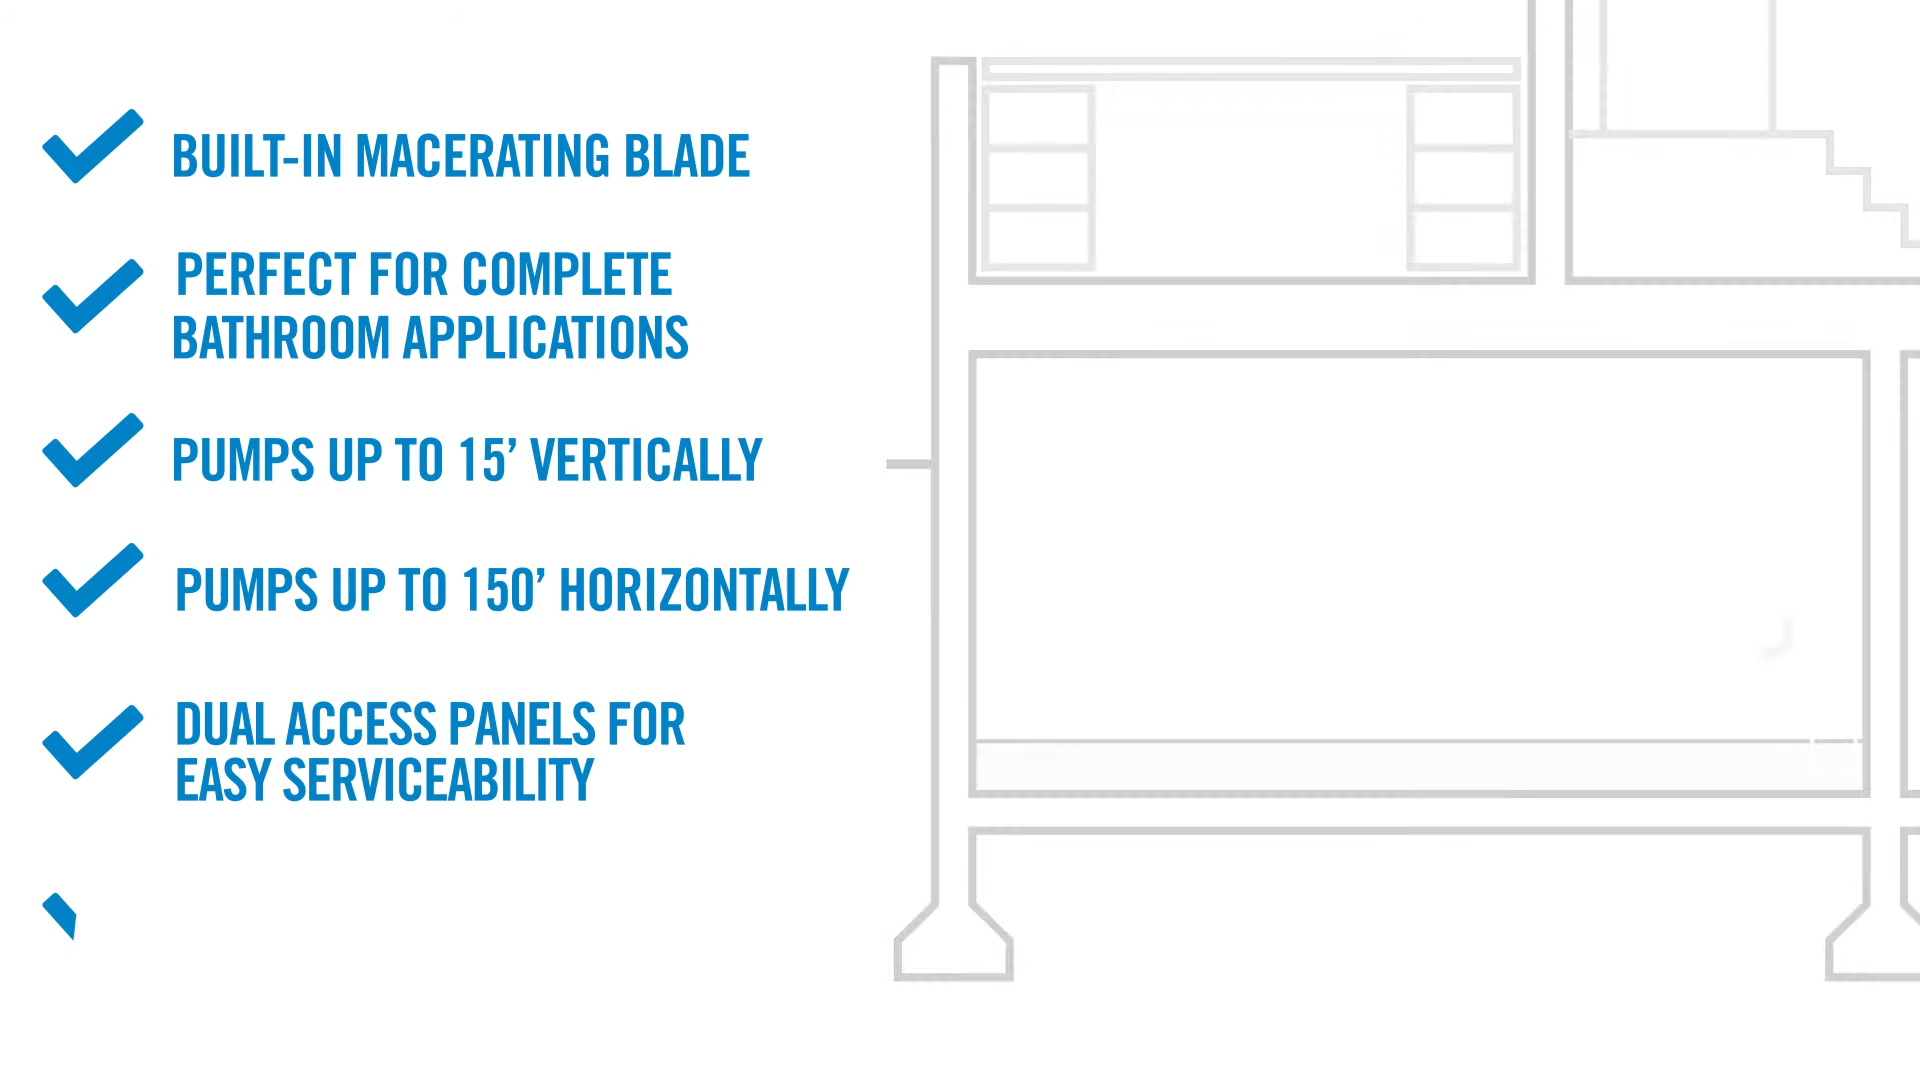 BUILT-IN MACERATING BLADE
PERFECT FOR COMPLETE
BATHROOM APPLICATIONS
PUMPS UP TO 15’ VERTICALLY
PUMPS UP TO 150’ HORIZONTALLY
DUAL ACCESS PANELS FOR
EASY SERVICEABILITY